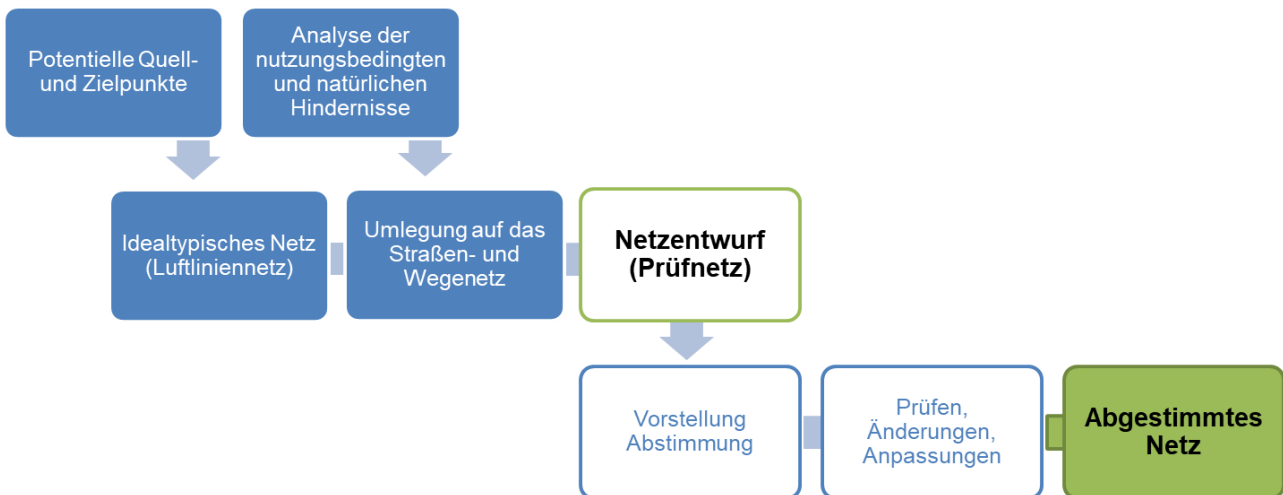 Potentielle Quell-
und Zielpunkte
Analyse der
nutzungsbedingten
und natürlichen
Hindernisse
Idealtypisches Netz
(Luftliniennetz)
Umlegung auf das
Straßen- und
Wegenetz
Netzentwurf
(Prüfnetz)
Vorstellung
Abstimmung
Prüfen,
Änderungen,
Anpassungen
Abgestimmtes
Netz